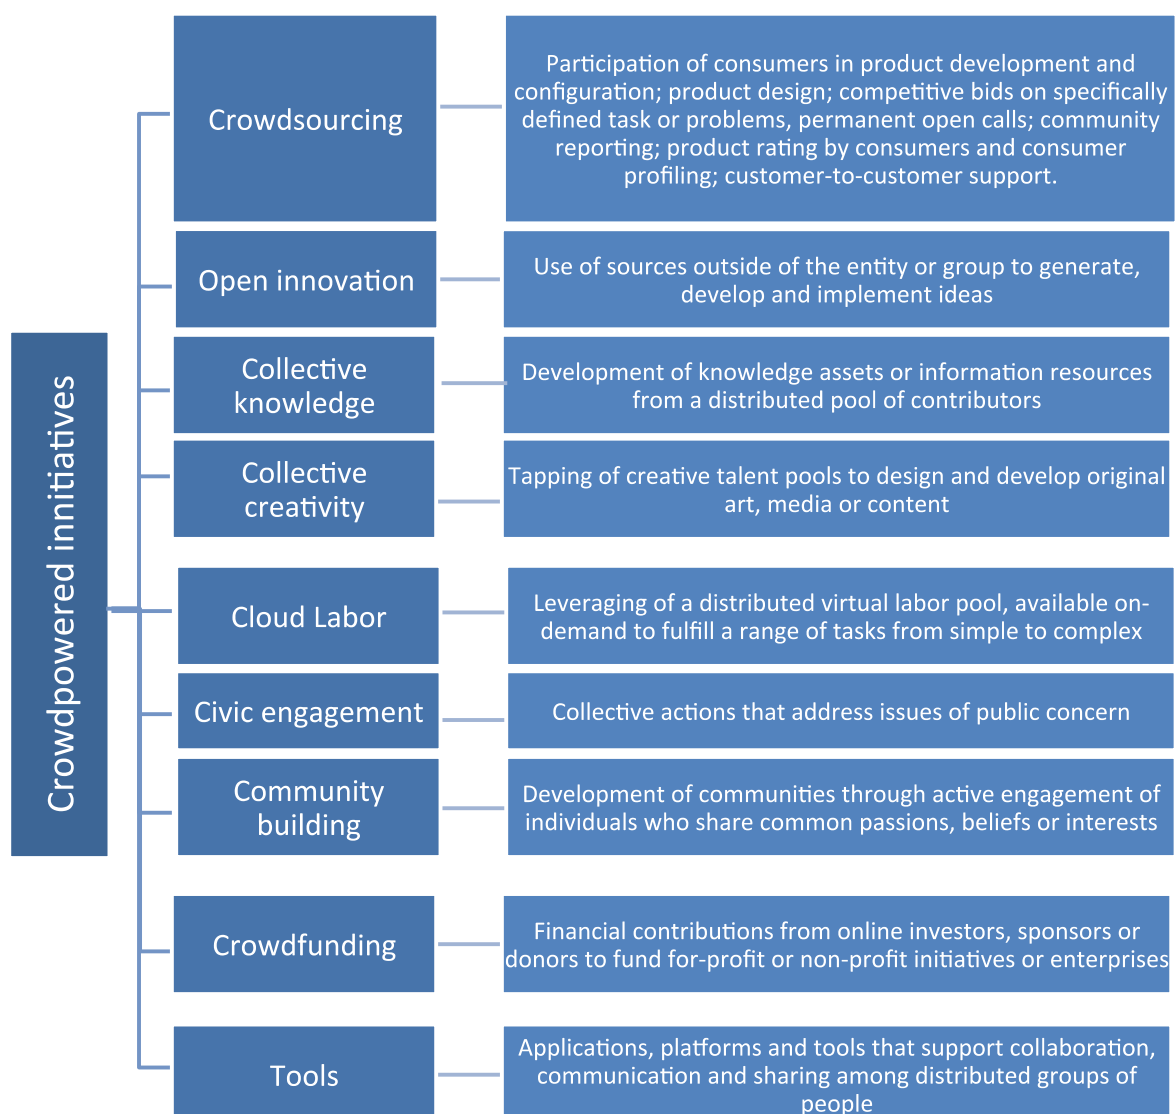 Crowdpowered innitiatives
Crowdsourcing
Participation of consumers in product development and
configuration; product design; competitive bids on specifically
defined task or problems, permanent open calls; community
reporting; product rating by consumers and consumer
profiling; customer-to-customer support.
Open innovation
Use of sources outside of the entity or group to generate,
develop and implement ideas
Collective
knowledge
Development of knowledge assets or information resources
from a distributed pool of contributors
Collective
creativity
Tapping of creative talent pools to design and develop original
art, media or content
Cloud Labor
Leveraging of a distributed virtual labor pool, available on-
demand to fulfill a range of tasks from simple to complex
Civic engagement
Collective actions that address issues of public concern
Community
building
Development of communities through active engagement of
individuals who share common passions, beliefs or interests
Crowdfunding
Financial contributions from online investors, sponsors or
donors to fund for-profit or non-profit initiatives or enterprises
Tools
Applications, platforms and tools that support collaboration,
communication and sharing among distributed groups of
people